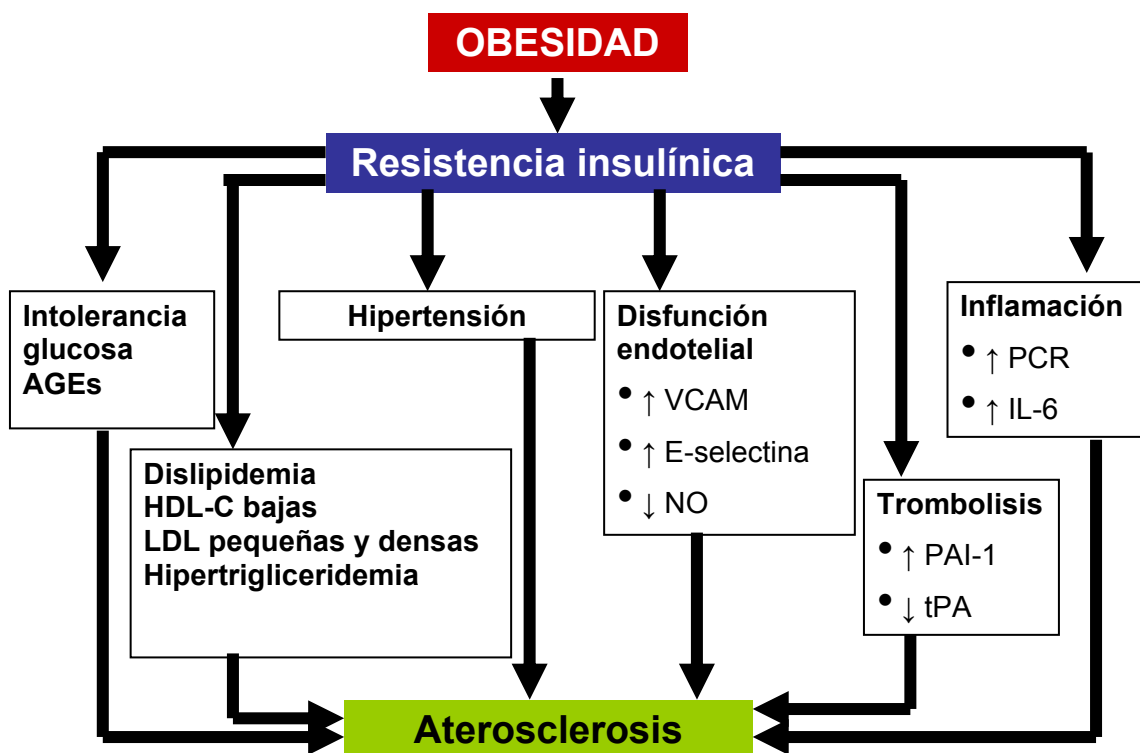 OBESIDAD
Resistencia insulínica
Intolerancia
glucosa
AGEs
Dislipidemia
HDL-C bajas
LDL pequeñas y densas
Hipertrigliceridemia
Hipertensión
Disfunción
endotelial
• ↑ VCAM
• ↑ E-selectina
• ↓ NO
Trombolisis
• ↑ PAI-1
• ↓ tPA
Inflamación
• ↑ PCR
• ↑ IL-6
Aterosclerosis